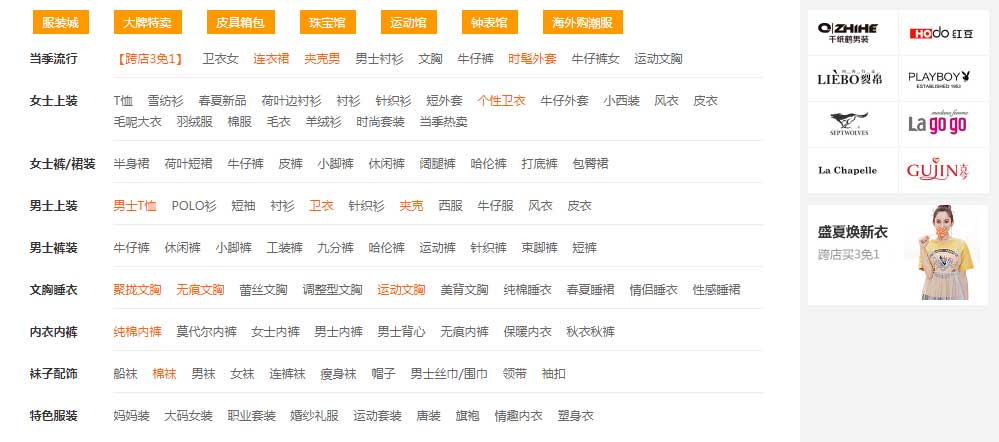 服装城 大牌特卖 皮具箱包 珠宝馆 运动馆 钟表馆 海外购潮服
当季流行 【跨店3免1】 卫衣女 连衣裙 夹克男 男士衬衫 文胸 牛仔裤 时髦外套 牛仔裤女 运动文胸
女士上装 T恤 雪纺衫 春夏新品 荷叶边衬衫 衬衫 针织衫 短外套 个性卫衣 牛仔外套 小西装 风衣 皮衣
毛呢大衣 羽绒服 棉服 毛衣 羊绒衫 时尚套装 当季热卖
女士裤/裙装 半身裙 荷叶短裙 牛仔裤 皮裤 小脚裤 休闲裤 阔腿裤 哈伦裤 打底裤 包臀裙
男士上装 男士T恤 POLO衫 短袖 衬衫 卫衣 针织衫 夹克 西服 牛仔服 风衣 皮衣
男士裤装 牛仔裤 休闲裤 小脚裤 工装裤 九分裤 哈伦裤 运动裤 针织裤 束脚裤 短裤
文胸睡衣 聚拢文胸 无痕文胸 蕾丝文胸 调整型文胸 运动文胸 美背文胸 纯棉睡衣 春夏睡裙 情侣睡衣 性感睡裙
内衣内裤 纯棉内裤 莫代尔内裤 女士内裤 男士内裤 男士背心 无痕内裤 保暖内衣 秋衣秋裤
袜子配饰 船袜 棉袜 男袜 女袜 连裤袜 瘦身袜 帽子 男士丝巾/围巾 领带 袖扣
特色服装 妈妈装 大码女装 职业套装 婚纱礼服 运动套装 唐装 旗袍 情趣内衣 塑身衣
QZHIHE
千纸鹤男装
HOdo 红豆
LIÈBO 裂帛
PLAYBOY
ESTABLISHED 1953
SEPTWOLVES
modena femme
La go go
La Chapelle
GUJIN 古今
盛夏焕新衣
跨店买3免1